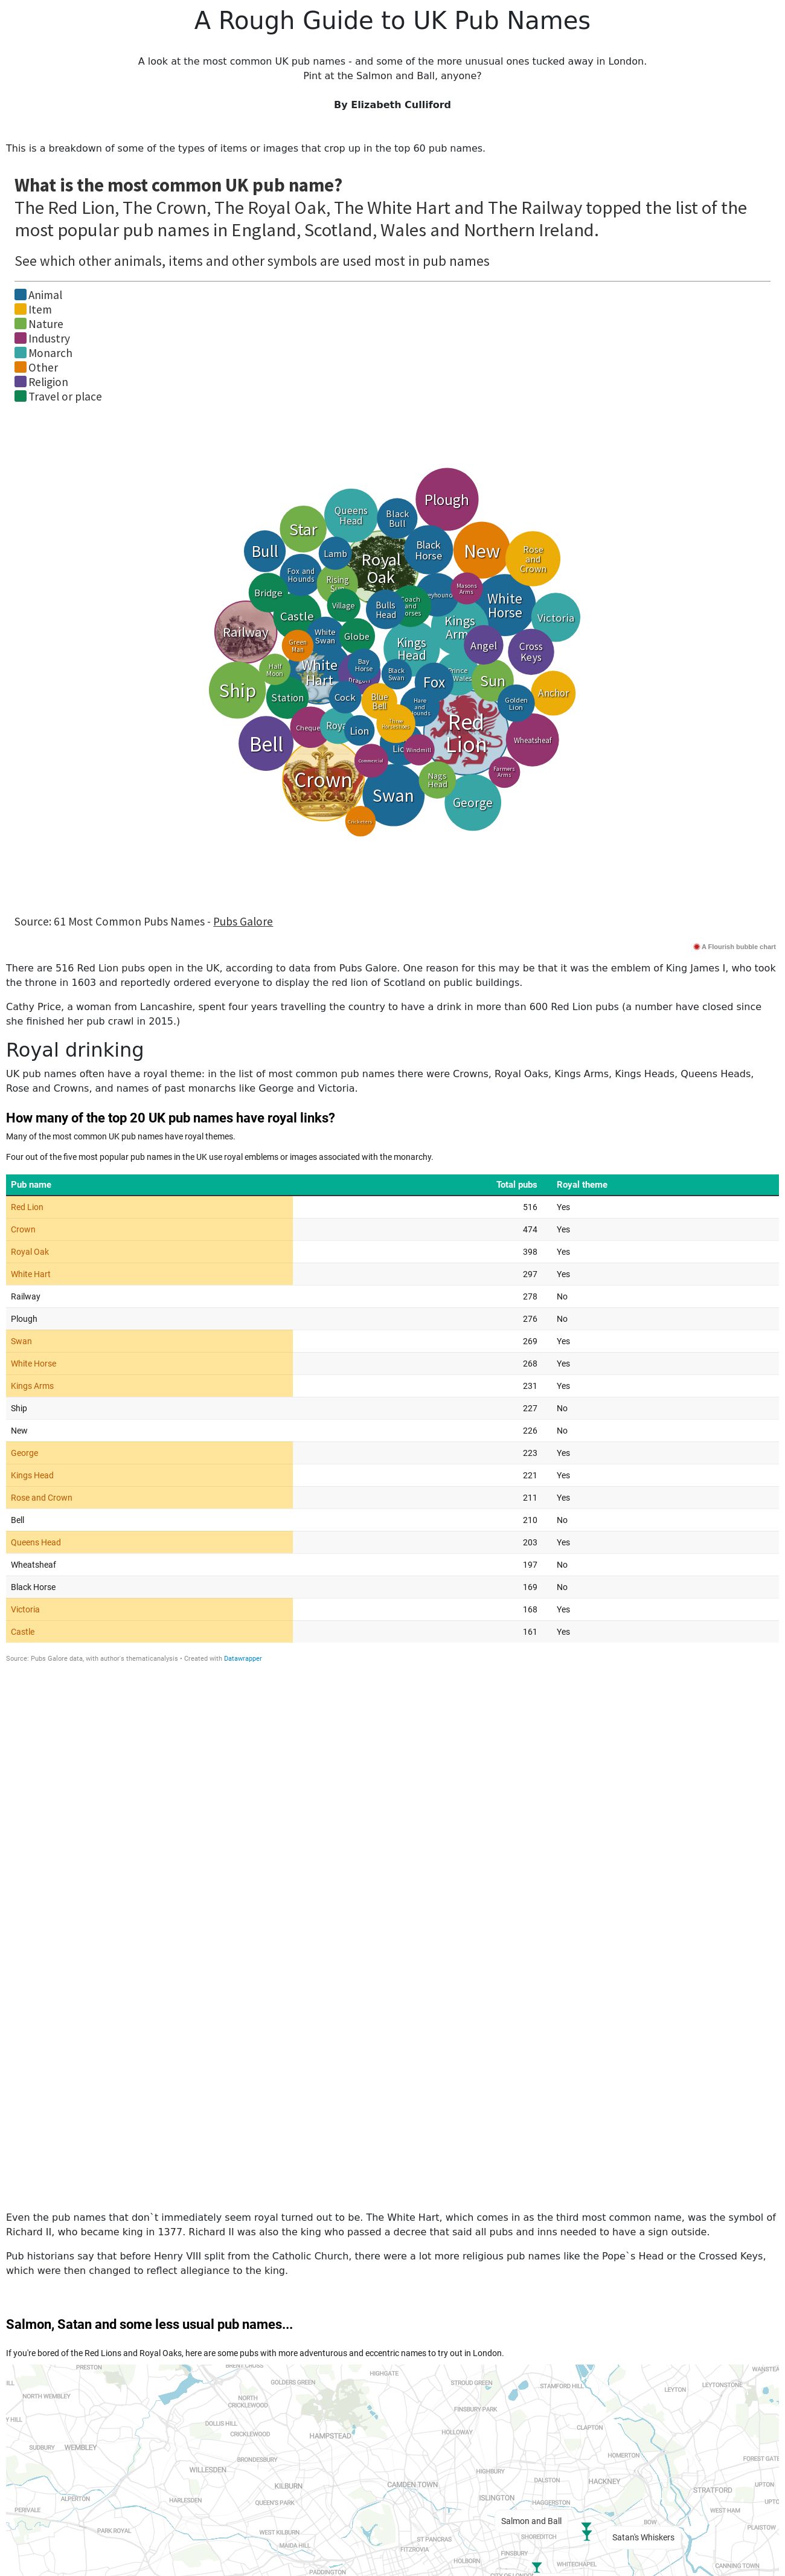 A Rough Guide to UK Pub Names
A look at the most common UK pub names - and some of the more unusual ones tucked away in London.
Pint at the Salmon and Ball, anyone?
By Elizabeth Culliford
This is a breakdown of some of the types of items or images that crop up in the top 60 pub names.
What is the most common UK pub name?
The Red Lion, The Crown, The Royal Oak, The White Hart and The Railway topped the list of the
most popular pub names in England, Scotland, Wales and Northern Ireland.
See which other animals, items and other symbols are used most in pub names
Animal
Item
Nature
Industry
Monarch
Other
Religion
Travel or place
Plough
Queens
Head
Black
Bull
Star
Bull
Lamb
Royal
Oak
Black
Horse
New
Rose
and
Crown
Fox and
Hounds
Rising
Bridge
Village
Bulls
Head
Masons
Arms
White
Horse
Victoria
Castle
Railway
White
Swan
Globe
Kings
Kings
Head
Green
Man
Angel
Cross
Keys
White
Hart
Bay
Horse
Black
Swan
Half
Moon
Fox
Sun
Ship
Station
Cock
Blue
Bell
Hare
and
Golden
Lion
Anchor
Bell
Lion
Red
Lion
Windmill
Wheatsheaf
Commercial
Crown
Swan
Nags
Head
Farmers
Arms
George
Cricketers
Source: 61 Most Common Pubs Names - Pubs Galore
A Flourish bubble chart
There are 516 Red Lion pubs open in the UK, according to data from Pubs Galore. One reason for this may be that it was the emblem of King James I, who took
the throne in 1603 and reportedly ordered everyone to display the red lion of Scotland on public buildings.
Cathy Price, a woman from Lancashire, spent four years travelling the country to have a drink in more than 600 Red Lion pubs (a number have closed since
she finished her pub crawl in 2015.)
Royal drinking
UK pub names often have a royal theme: in the list of most common pub names there were Crowns, Royal Oaks, Kings Arms, Kings Heads, Queens Heads,
Rose and Crowns, and names of past monarchs like George and Victoria.
How many of the top 20 UK pub names have royal links?
Many of the most common UK pub names have royal themes.
Four out of the five most popular pub names in the UK use royal emblems or images associated with the monarchy.
Pub name Total pubs Royal theme
Red Lion 516 Yes
Crown 474 Yes
Royal Oak 398 Yes
White Hart 297 Yes
Railway 278 No
Plough 276 No
Swan 269 Yes
White Horse 268 Yes
Kings Arms 231 Yes
Ship 227 No
New 226 No
George 223 Yes
Kings Head 221 Yes
Rose and Crown 211 Yes
Bell 210 No
Queens Head 203 Yes
Wheatsheaf 197 No
Black Horse 169 No
Victoria 168 Yes
Castle 161 Yes
Source: Pubs Galore data, with author's thematicanalysis • Created with Datawrapper
Even the pub names that don`t immediately seem royal turned out to be. The White Hart, which comes in as the third most common name, was the symbol of
Richard II, who became king in 1377. Richard II was also the king who passed a decree that said all pubs and inns needed to have a sign outside.
Pub historians say that before Henry VIII split from the Catholic Church, there were a lot more religious pub names like the Pope`s Head or the Crossed Keys,
which were then changed to reflect allegiance to the king.
Salmon, Satan and some less usual pub names...
If you're bored of the Red Lions and Royal Oaks, here are some pubs with more adventurous and eccentric names to try out in London.
PRESTON
GOLDERS GREEN
HIGHGATE
STROUD GREEN
STAMFORD HILL
LEYTON
LEYTONSTONE
NORTH WEMBLEY
NORTH
CRICKLEWOOD
FINSBURY PARK
DOLLIS HILL
CRICKLEWOOD
HAMPSTEAD
HOLLOWAY
CLAPTON
SUDBURY
WEMBLEY
BRONDESBURY
HOMERTON
WILLESDEN
HIGHBURY
DALSTON
HACKNEY
KILBURN
CAMDEN TOWN
STRATFORD
UPTON
ALPERTON
HARLESDEN
QUEEN'S PARK
ISLINGTON
HAGGERSTON
WEST HAM
PERIVALE
PARK ROYAL
WEST KILBURN
MAIDA HILL
ST PANCRAS
FITZROVIA
Salmon and Ball
SHOREDITCH
BOW
Satan's Whiskers
PLAISTOW
FINSBURY
HOLBORN
WHITECHAPEL
PADDINGTON
CANNING TOWN